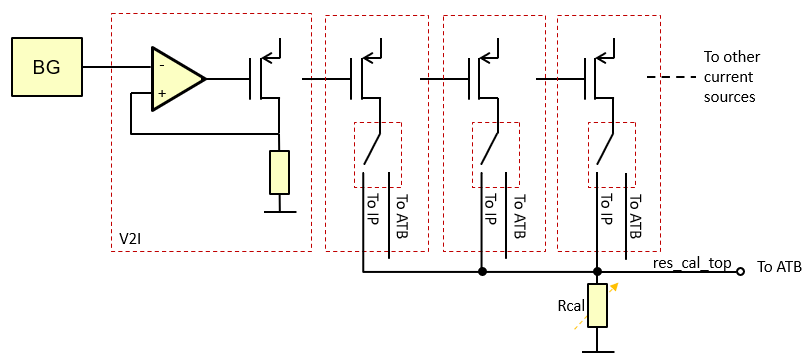 BG
-
+
V2I
To IP
To ATB
To IP
To ATB
To IP
To ATB
To other
current
sources
res_cal_top
To ATB
Rcal